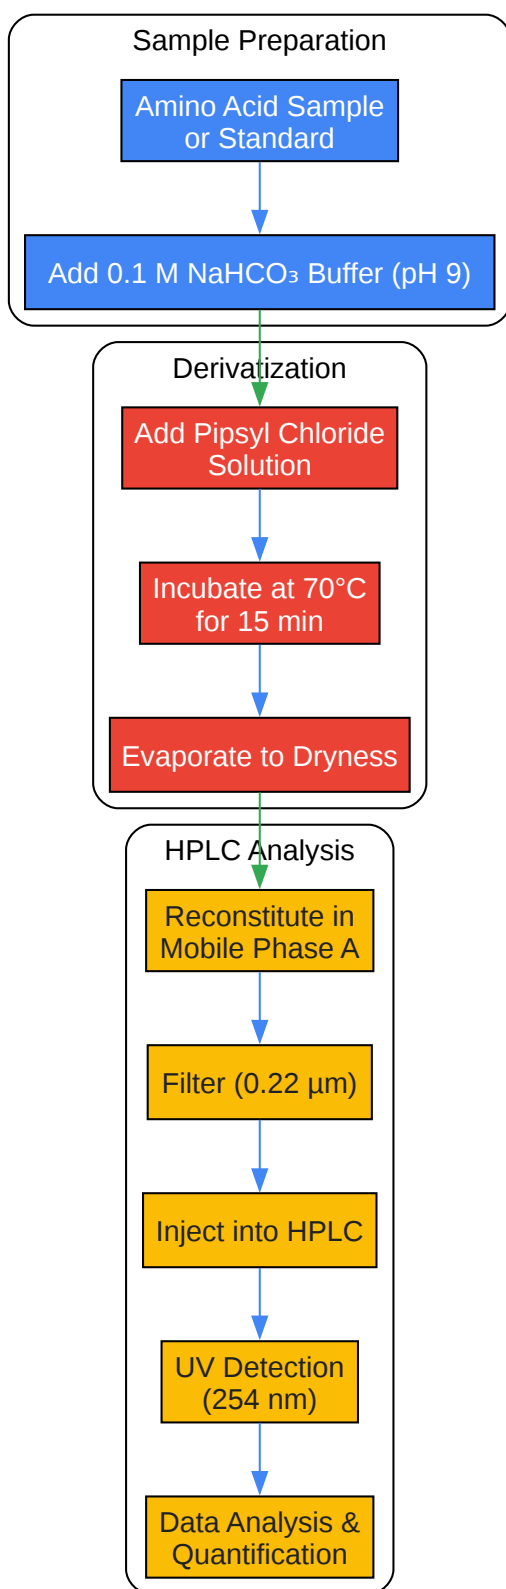 Sample Preparation
Amino Acid Sample
or Standard
Add 0.1 M NaHCO₃ Buffer (pH 9)
Derivatization
Add Pipsyl Chloride
Solution
Incubate at 70°C
for 15 min
Evaporate to Dryness
HPLC Analysis
Reconstitute in
Mobile Phase A
Filter (0.22 µm)
Inject into HPLC
UV Detection
(254 nm)
Data Analysis &
Quantification